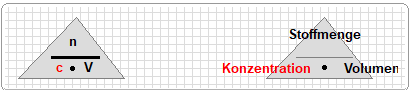 n
c • V
Stoffmenge
Konzentration • Volumen